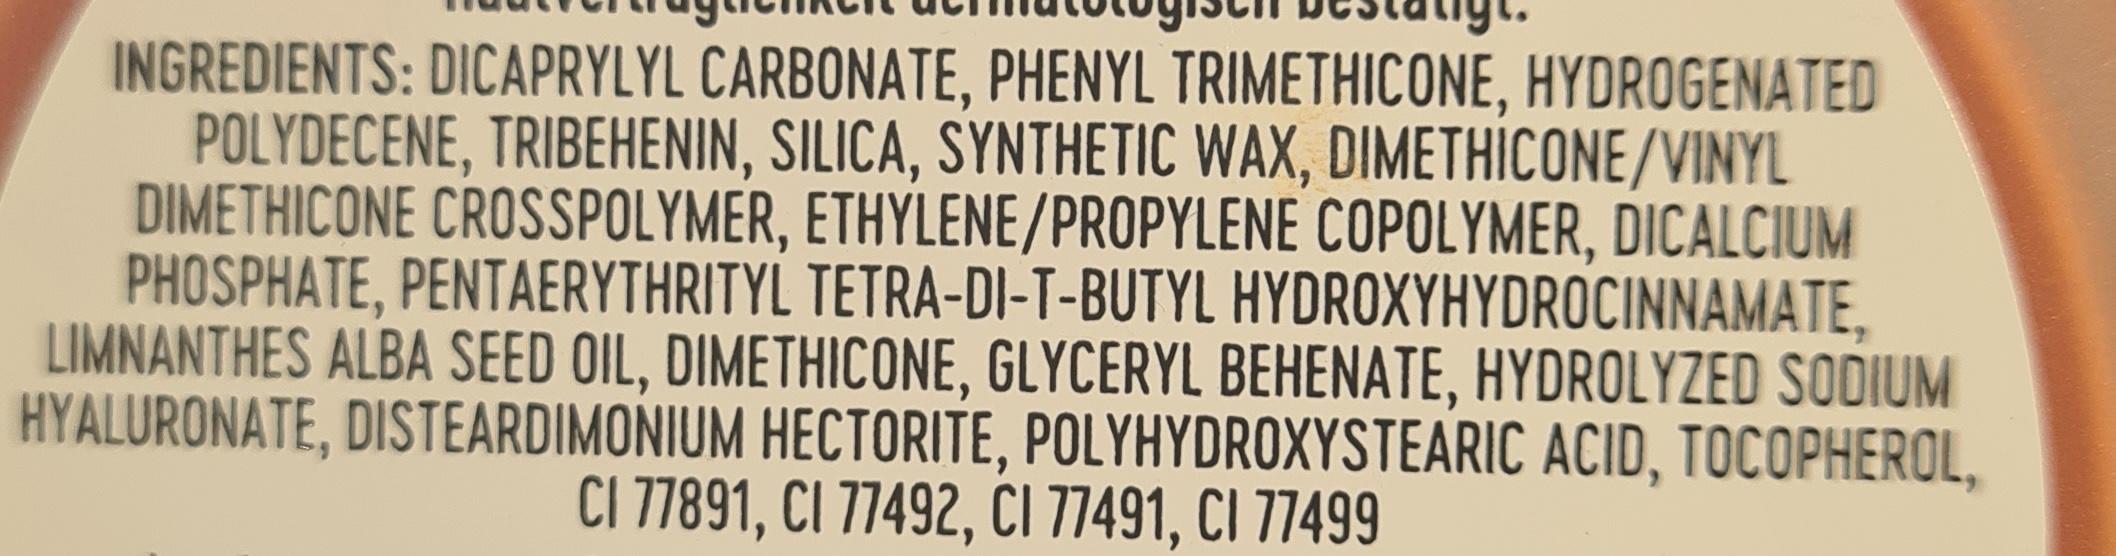 Hautverträglichkeit dermatologisch bestätigt.
INGREDIENTS: DICAPRYLYL CARBONATE, PHENYL TRIMETHICONE, HYDROGENATED
POLYDECENE, TRIBEHENIN, SILICA, SYNTHETIC WAX, DIMETHICONE/VINYL
DIMETHICONE CROSSPOLYMER, ETHYLENE/PROPYLENE COPOLYMER, DICALCIUM
PHOSPHATE, PENTAERYTHRITYL TETRA-DI-T-BUTYL HYDROXYHYDROCINNAMATE,
LIMNANTHES ALBA SEED OIL, DIMETHICONE, GLYCERYL BEHENATE, HYDROLYZED SODIUM
HYALURONATE, DISTEARDIMONIUM HECTORITE, POLYHYDROXYSTEARIC ACID, TOCOPHEROL,
CI 77891, CI 77492, CI 77491, CI 77499